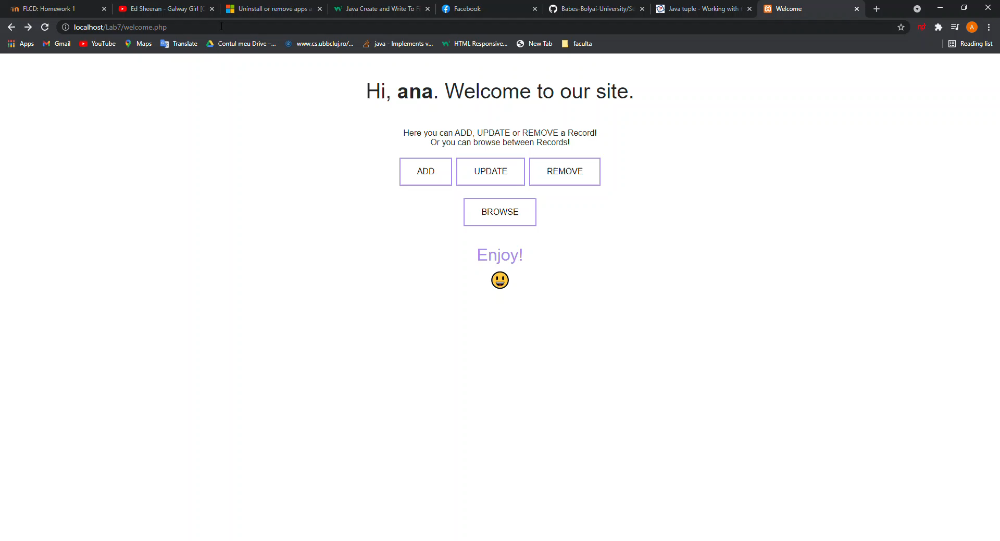 FLCD: Homework 1
Ed Sheeran - Galway Girl [
Uninstall or remove apps
Java Create and Write To
Facebook
Babes-Bolyai-University/Se
Java tuple - Working with
Welcome
localhost/Lab7/welcome.php
A
Apps
Gmail
YouTube
Maps
Translate
Contul meu Drive –...
www.cs.ubbcluj.ro/...
java - Implements v...
HTML Responsive...
New Tab
faculta
Reading list
Hi, ana. Welcome to our site.
Here you can ADD, UPDATE or REMOVE a Record!
Or you can browse between Records!
ADD
UPDATE
REMOVE
BROWSE
Enjoy!